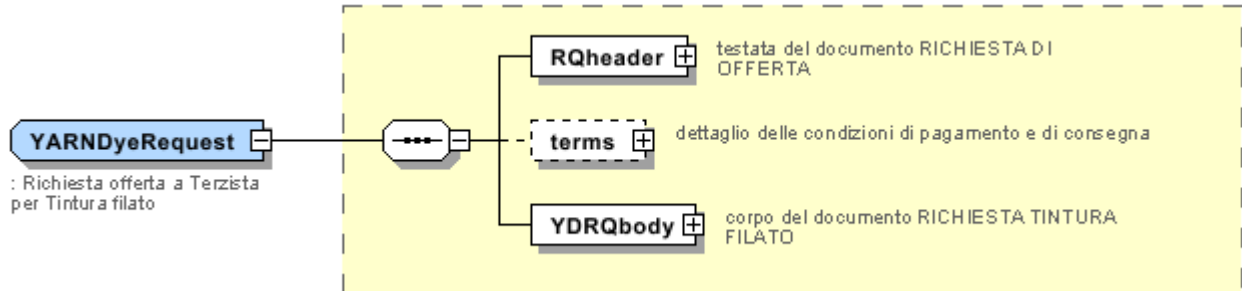 RQheader
testata del documento RICHIESTA DI
OFFERTA
YARNDyeRequest
: Richiesta offerta a Terzista
per Tintura filato
terms
dettaglio delle condizioni di pagamento e di consegna
YDRQbody
corpo del documento RICHIESTA TINTURA
FILATO